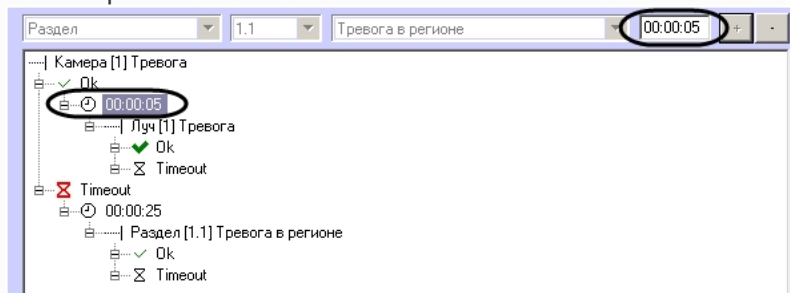 Раздел 1.1 Тревога в регионе 00:00:05 + -
Камера [1] Тревога
Ok
00:00:05
Луч [1] Тревога
Ok
Timeout
Timeout
00:00:25
Раздел [1.1] Тревога в регионе
Ok
Timeout